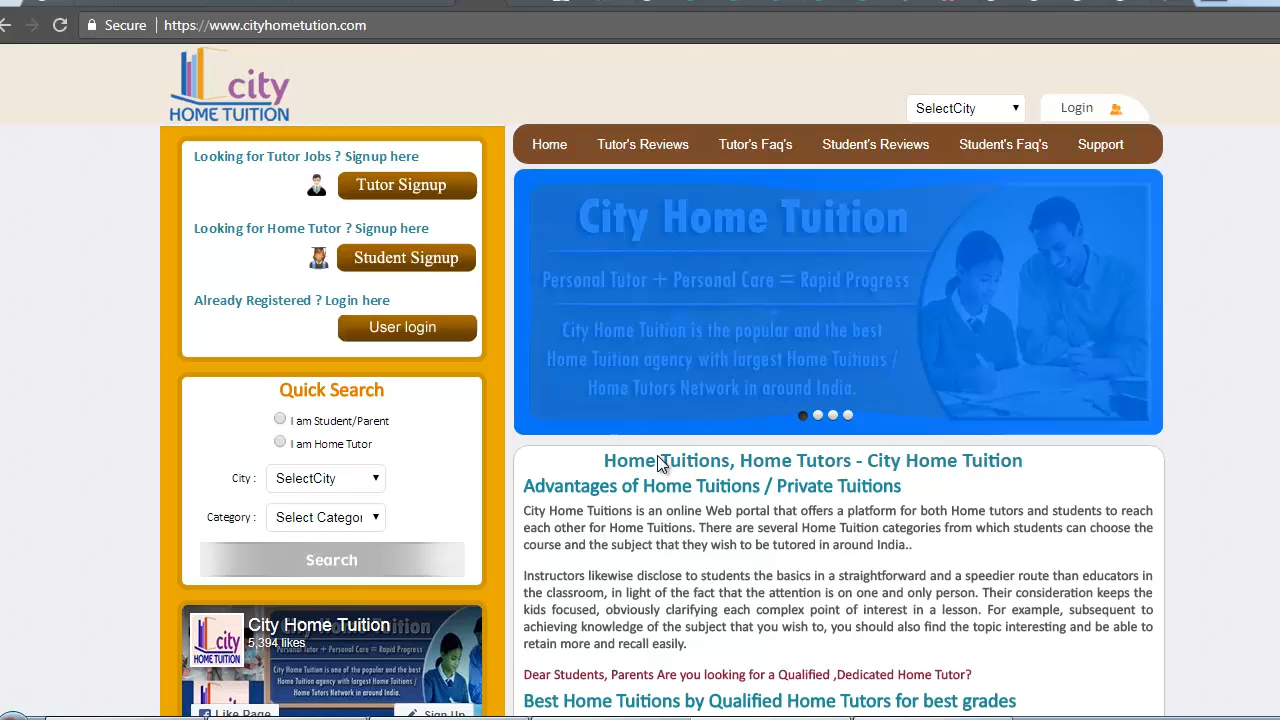 Secure https://www.cityhometution.com
city
HOME TUITION
SelectCity
Login
Looking for Tutor Jobs ? Signup here
Tutor Signup
Looking for Home Tutor ? Signup here
Student Signup
Already Registered ? Login here
User login
Quick Search
I am Student/Parent
I am Home Tutor
City : SelectCity
Category : Select Categor
Search
City Home Tuition
5,394 likes
city
HOME TUITION
Personal Tutor + Personal Care = Rapid Progress
City Home Tuition is one of the popular and the best
Home Tuition agency with largest Home Tuitions /
Home Tutors Network in around India.
Like Page
Sign Up
Home Tutor's Reviews Tutor's Faq's Student's Reviews Student's Faq's Support
City Home Tuition
Personal Tutor + Personal Care = Rapid Progress
City Home Tuition is the popular and the best
Home Tuition agency with largest Home Tuitions /
Home Tutors Network in around India.
Home Tuitions, Home Tutors - City Home Tuition
Advantages of Home Tuitions / Private Tuitions
City Home Tuitions is an online Web portal that offers a platform for both Home tutors and students to reach
each other for Home Tuitions. There are several Home Tuition categories from which students can choose the
course and the subject that they wish to be tutored in around India..
Instructors likewise disclose to students the basics in a straightforward and a speedier route than educators in
the classroom, in light of the fact that the attention is on one and only person. Their consideration keeps the
kids focused, obviously clarifying each complex point of interest in a lesson. For example, subsequent to
achieving knowledge of the subject that you wish to, you should also find the topic interesting and be able to
retain more and recall easily.
Dear Students, Parents Are you looking for a Qualified ,Dedicated Home Tutor?
Best Home Tuitions by Qualified Home Tutors for best grades